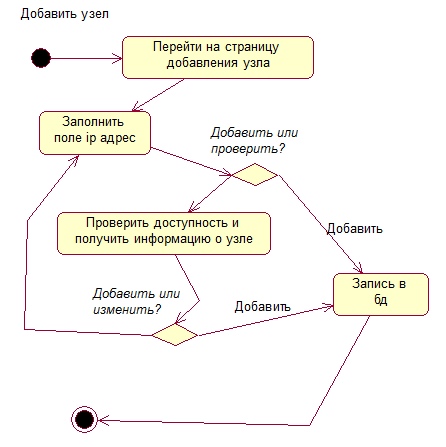 Добавить узел
Перейти на страницу
добавления узла
Заполнить
поле ip адрес
Добавить или
проверить?
Проверить доступность и
получить информацию о узле
Добавить
Запись в
бд
Добавить или
изменить?
Добавить